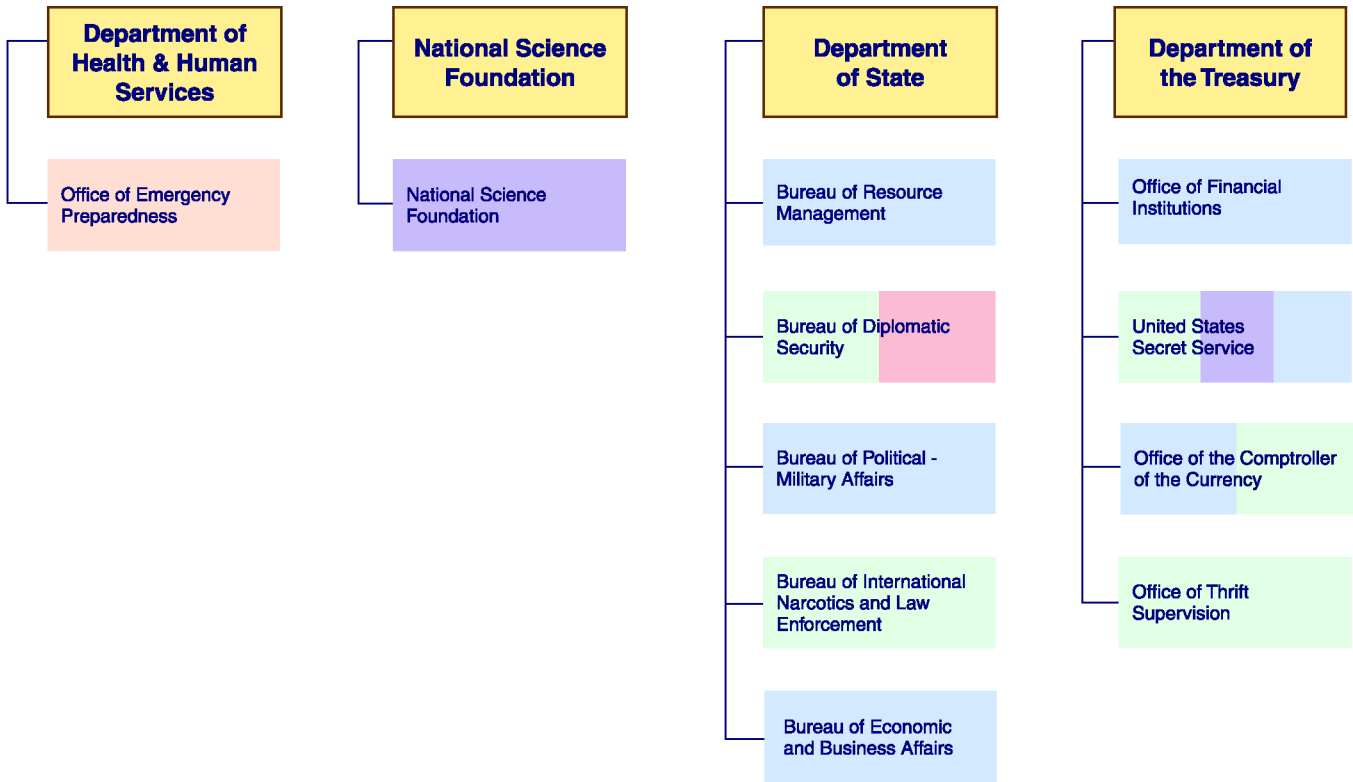 Department of
Health & Human
Services
Office of Emergency
Preparedness
National Science
Foundation
National Science
Foundation
Department
of State
Bureau of Resource
Management
Bureau of Diplomatic
Security
Bureau of Political -
Military Affairs
Bureau of International
Narcotics and Law
Enforcement
Bureau of Economic
and Business Affairs
Department of
the Treasury
Office of Financial
Institutions
United States
Secret Service
Office of the Comptroller
of the Currency
Office of Thrift
Supervision